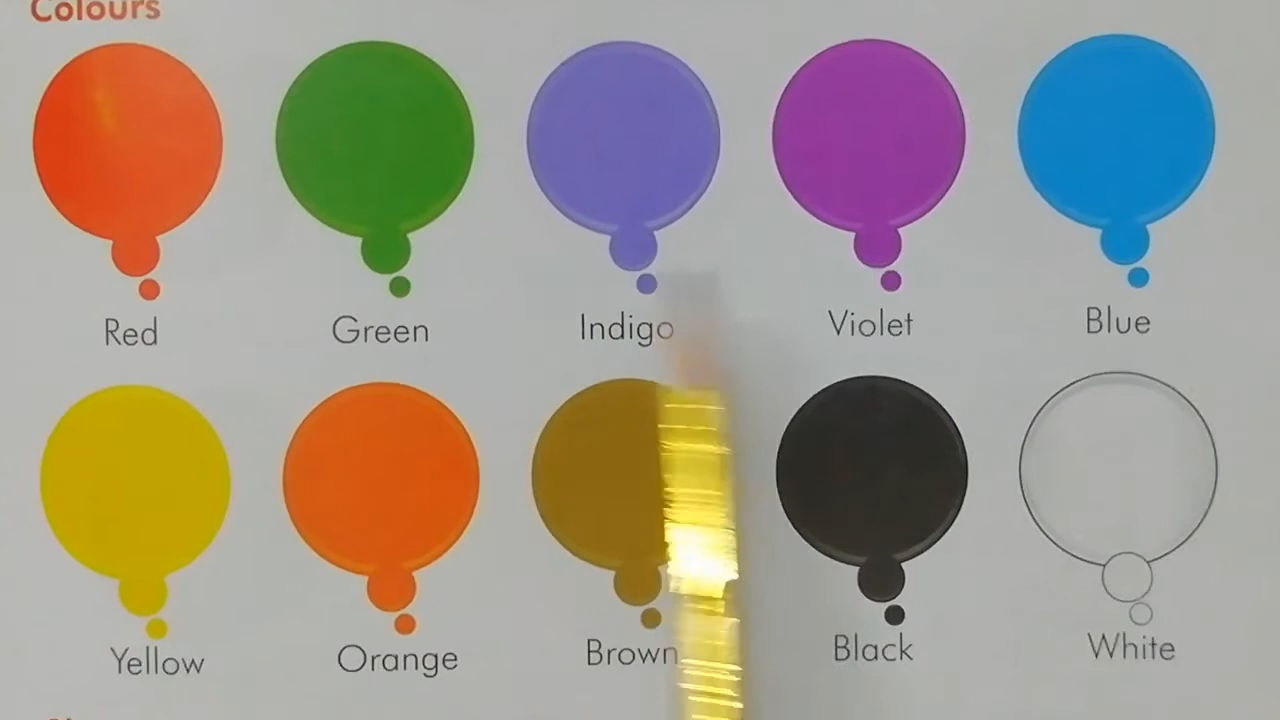 Colours
Red Green Indigo Violet Blue
Yellow Orange Brown Black White